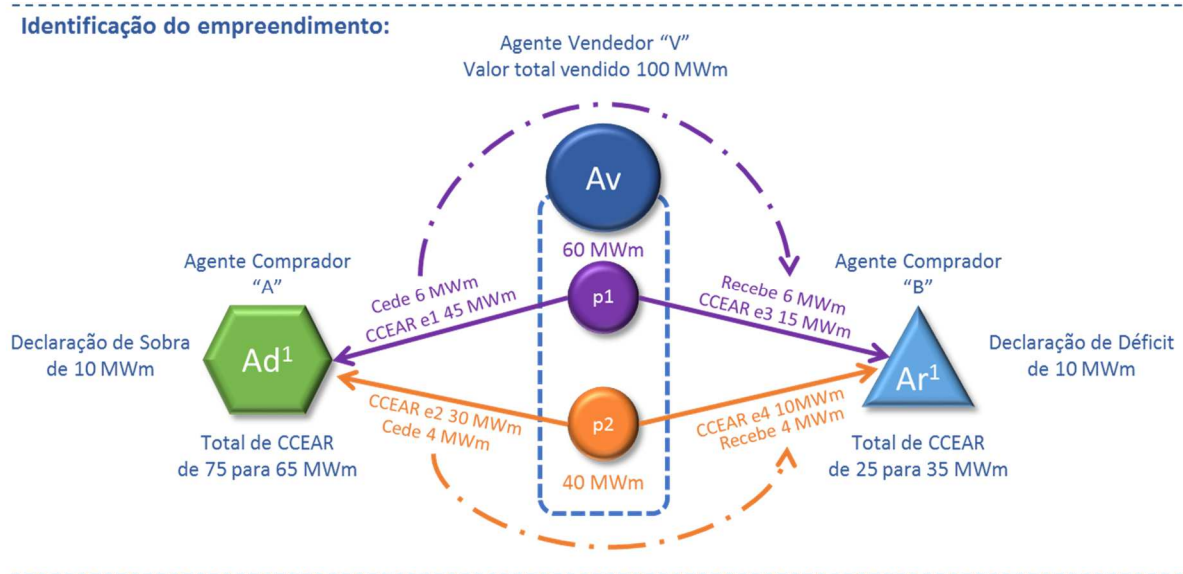 Identificação do empreendimento:
Agente Vendedor “V”
Valor total vendido 100 MWm
Av
60 MWm
Agente Comprador
“A”
Cede 6 MWm
CCEAR e1 45 MWm
p1
Recebe 6 MWm
CCEAR e3 15 MWm
Agente Comprador
“B”
Declaração de Sobra
de 10 MWm
Ad¹
Ar¹
Declaração de Déficit
de 10 MWm
CCEAR e2 30 MWm
Cede 4 MWm
p2
CCEAR e4 10MWm
Recebe 4 MWm
Total de CCEAR
de 75 para 65 MWm
40 MWm
Total de CCEAR
de 25 para 35 MWm